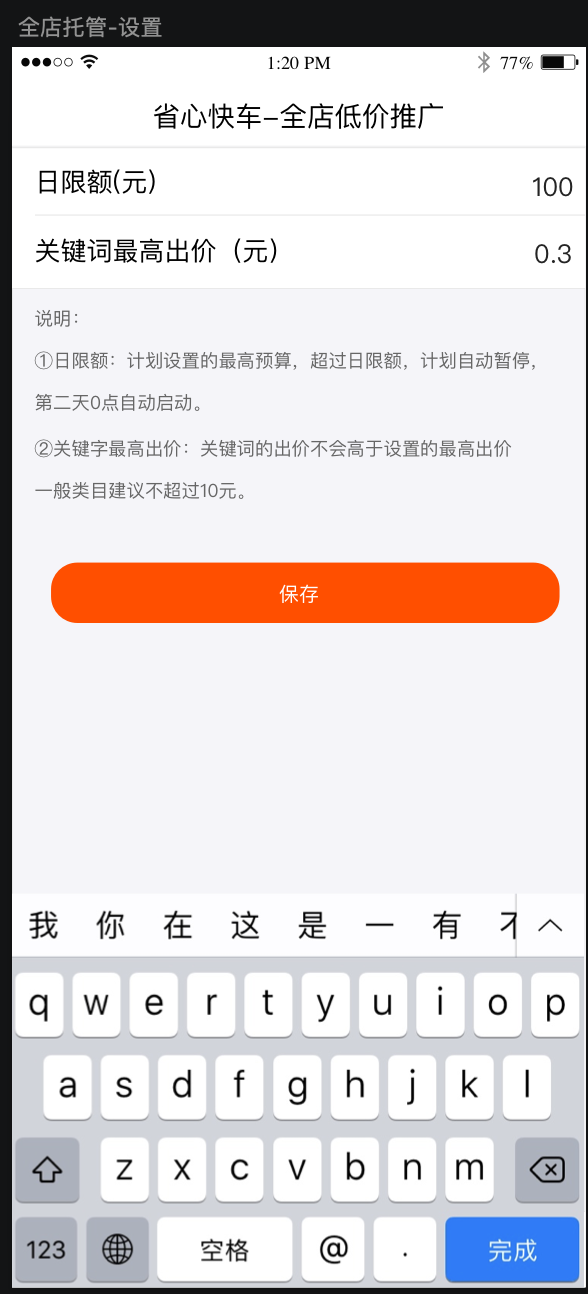 全店托管-设置
1:20 PM
77%
省心快车-全店低价推广
日限额(元)
100
关键词最高出价（元）
0.3
说明：
①日限额：计划设置的最高预算，超过日限额，计划自动暂停，
第二天0点自动启动。
②关键字最高出价：关键词的出价不会高于设置的最高出价
一般类目建议不超过10元。
保存
我 你 在 这 是 一 有
q w e r t y u i o p
a s d f g h j k l
z x c v b n m
123 空格 @ . 完成